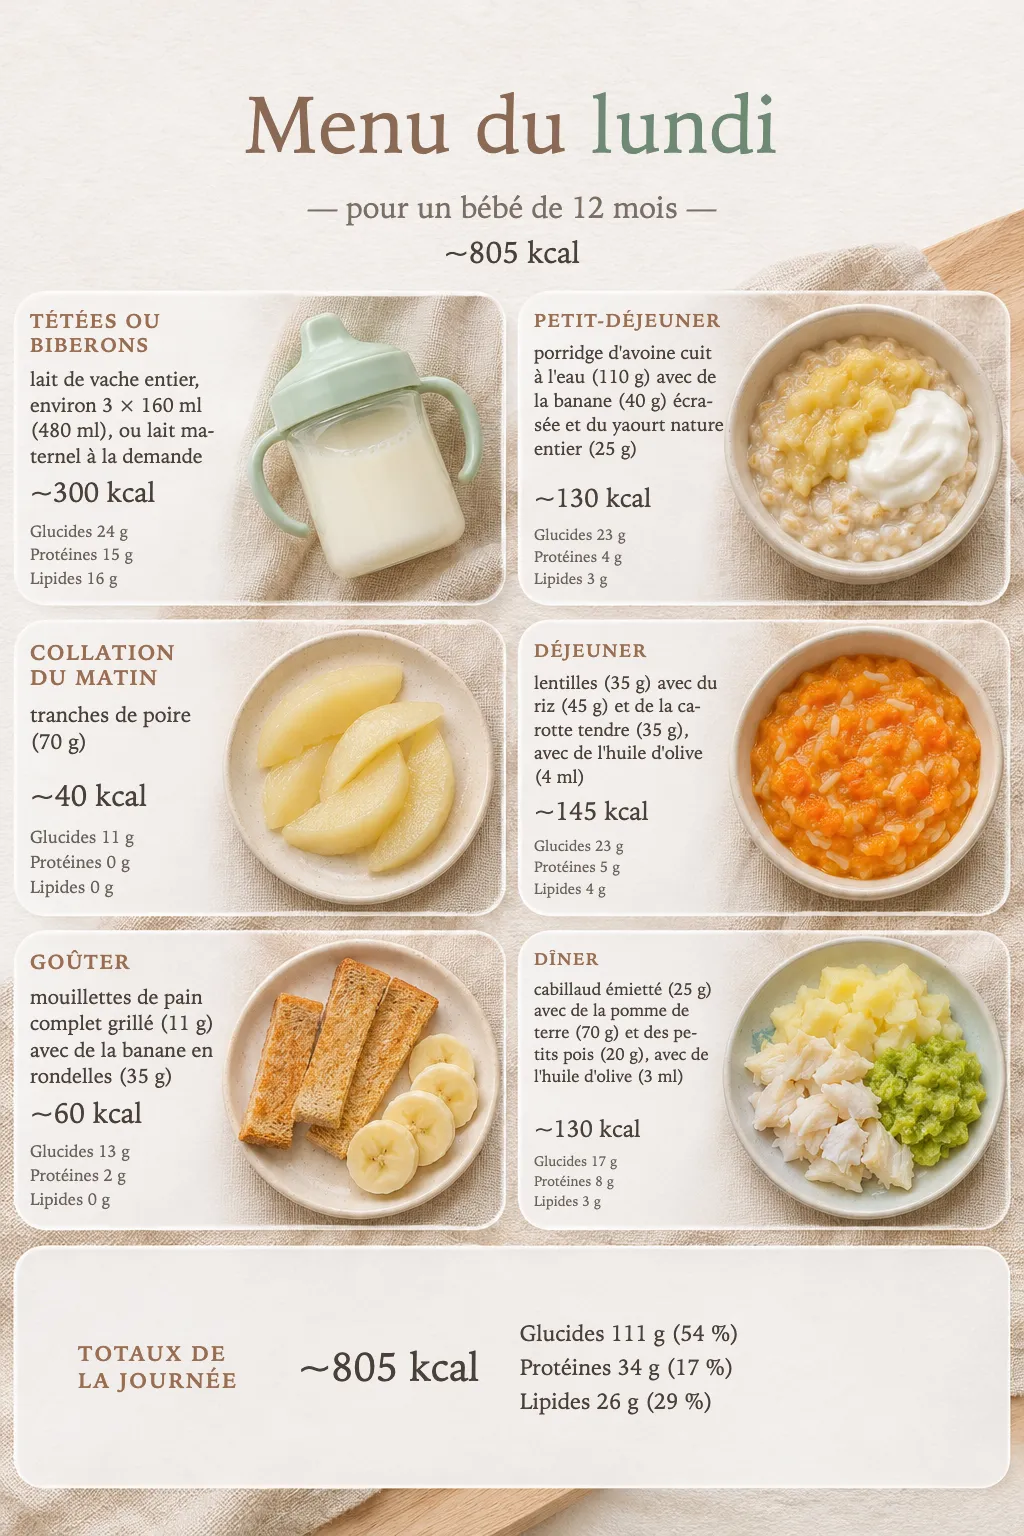 Menu du lundi
— pour un bébé de 12 mois —
~805 kcal
TÉTÉES OU
BIBERONS
lait de vache entier,
environ 3 × 160 ml
(480 ml), ou lait ma-
ternel à la demande
~300 kcal
Glucides 24 g
Protéines 15 g
Lipides 16 g
PETIT-DÉJEUNER
porridge d'avoine cuit
à l'eau (110 g) avec de
la banane (40 g) écra-
sée et du yaourt nature
entier (25 g)
~130 kcal
Glucides 23 g
Protéines 4 g
Lipides 3 g
COLLATION
DU MATIN
tranches de poire
(70 g)
~40 kcal
Glucides 11 g
Protéines 0 g
Lipides 0 g
DÉJEUNER
lentilles (35 g) avec du
riz (45 g) et de la ca-
rotte tendre (35 g),
avec de l'huile d'olive
(4 ml)
~145 kcal
Glucides 23 g
Protéines 5 g
Lipides 4 g
GOÛTER
mouillettes de pain
complet grillé (11 g)
avec de la banane en
rondelles (35 g)
~60 kcal
Glucides 13 g
Protéines 2 g
Lipides 0 g
DÎNER
cabillaud émietté (25 g)
avec de la pomme de
terre (70 g) et des pe-
tits pois (20 g), avec de
l'huile d'olive (3 ml)
~130 kcal
Glucides 17 g
Protéines 8 g
Lipides 3 g
TOTAUX DE
LA JOURNÉE
~805 kcal
Glucides 111 g (54 %)
Protéines 34 g (17 %)
Lipides 26 g (29 %)